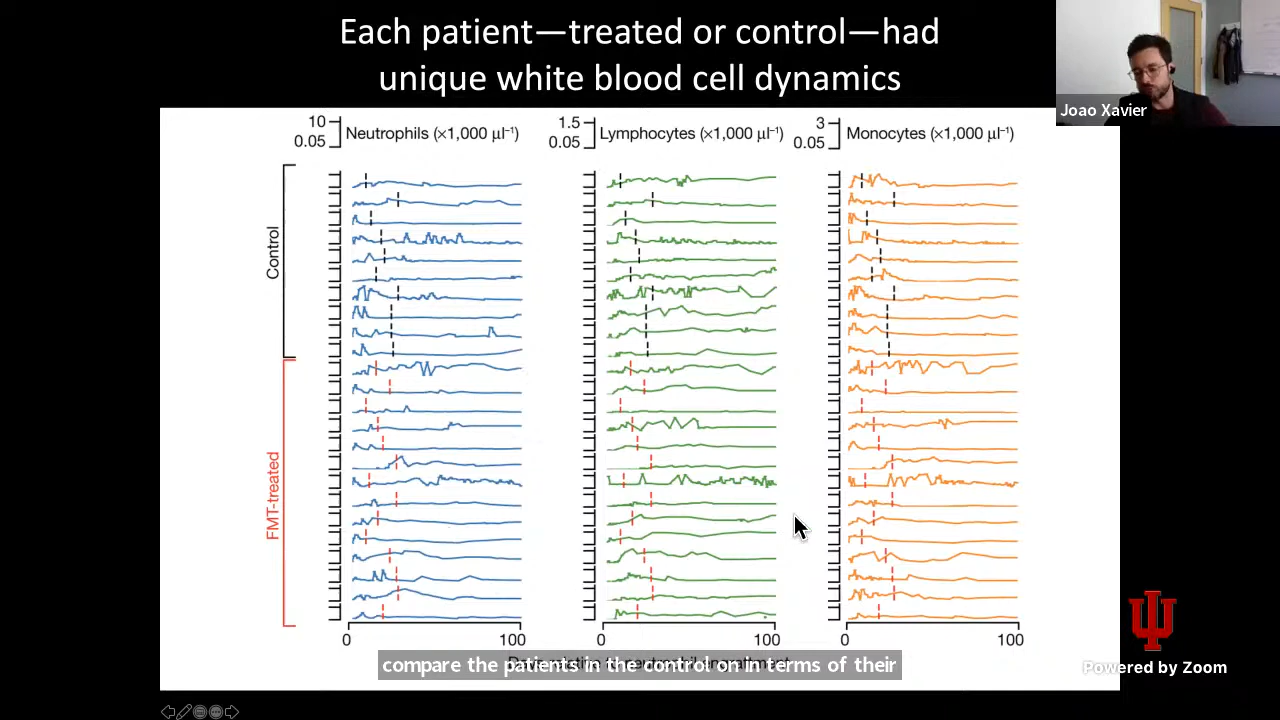 Each patient—treated or control—had
unique white blood cell dynamics
Joao Xavier
10
0.05
Neutrophils (×1,000 µl⁻¹)
1.5
0.05
Lymphocytes (×1,000 µl⁻¹)
3
0.05
Monocytes (×1,000 µl⁻¹)
Control
FMT-treated
0
100
0
100
0
100
compare the patients in the control on in terms of their
Powered by Zoom